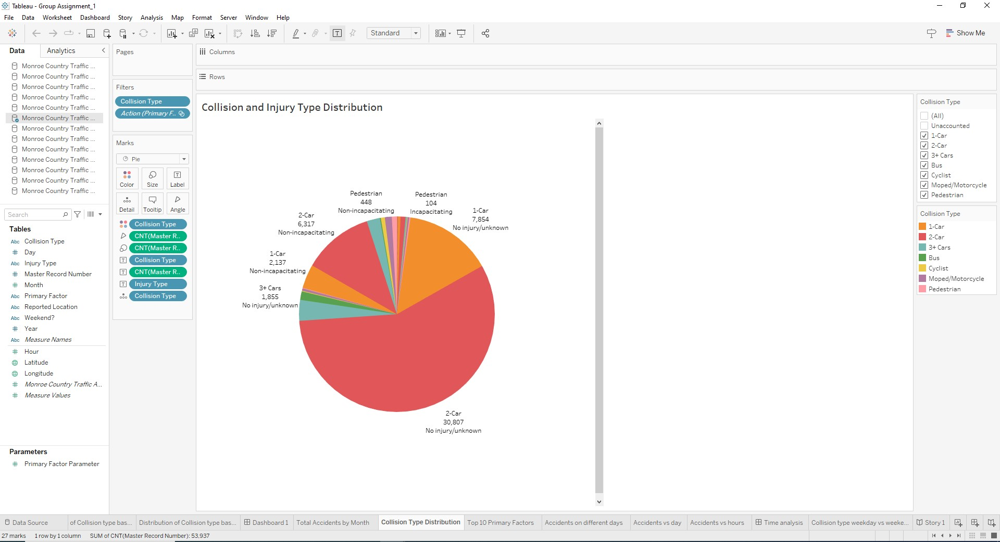 Tableau - Group Assignment_1
File Data Worksheet Dashboard Story Analysis Map Format Server Window Help
Standard
Show Me
Data Analytics
Monroe Country Traffic ...
Monroe Country Traffic ...
Monroe Country Traffic ...
Monroe Country Traffic ...
Monroe Country Traffic ...
Monroe Country Traffic ...
Monroe Country Traffic ...
Monroe Country Traffic ...
Monroe Country Traffic ...
Monroe Country Traffic ...
Monroe Country Traffic ...
Monroe Country Traffic ...
Monroe Country Traffic ...
Search
Tables
Abc Collision Type
# Day
Abc Injury Type
# Master Record Number
# Month
Abc Primary Factor
Abc Reported Location
Abc Weekend?
# Year
Abc Measure Names
# Hour
Latitude
Longitude
# Monroe Country Traffic A...
# Measure Values
Parameters
# Primary Factor Parameter
Pages
Filters
Collision Type
Action (Primary F..
Marks
Pie
Color Size Label
Detail Tooltip Angle
Collision Type
CNT(Master R..
CNT(Master R..
Collision Type
CNT(Master R..
Injury Type
Collision Type
Columns
Rows
Collision and Injury Type Distribution
Pedestrian
448
Non-incapacitating
Pedestrian
104
Incapacitating
1-Car
7,854
No injury/unknown
2-Car
6,317
Non-incapacitating
1-Car
2,137
Non-incapacitating
3+ Cars
1,855
No injury/unknown
2-Car
30,807
No injury/unknown
Collision Type
(All)
Unaccounted
1-Car
2-Car
3+ Cars
Bus
Cyclist
Moped/Motorcycle
Pedestrian
Collision Type
1-Car
2-Car
3+ Cars
Bus
Cyclist
Moped/Motorcycle
Pedestrian
Data Source of Collision type bas... Distribution of Collision type bas... Dashboard 1 Total Accidents by Month Collision Type Distribution Top 10 Primary Factors Accidents on different days Accidents vs day Accidents vs hours Time analysis Collision type weekday vs weeke... Story 1
27 marks 1 row by 1 column SUM of CNT(Master Record Number): 53,937